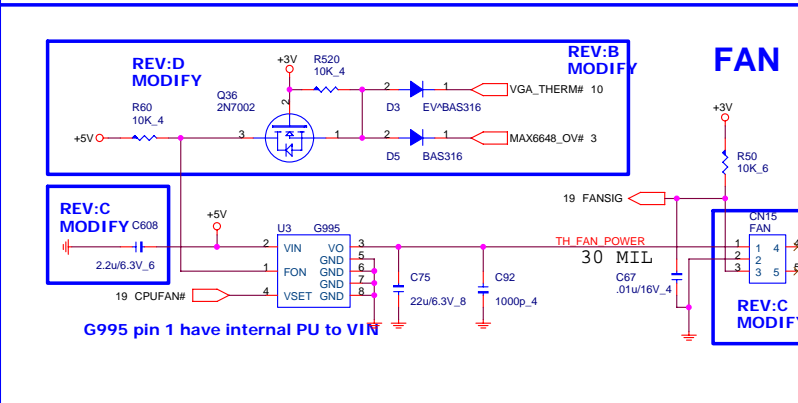 REV:D
MODIFY
REV:B
MODIFY
FAN
+3V
R520
10K_4
Q36
2N7002
2
R60
10K_4
+5V
3
1
2
1
VGA_THERM# 10
D3 EV^BAS316
2
1
MAX6648_OV# 3
D5 BAS316
+3V
R50
10K_6
19 FANSIG
REV:C
MODIFY
C608
2.2u/6.3V_6
+5V
U3 G995
2 VIN VO 3
GND 5
1 FON GND 6
GND 7
4 VSET GND 8
19 CPUFAN#
C75
22u/6.3V_8
C92
1000p_4
TH_FAN_POWER
30 MIL
C67
.01u/16V_4
CN15
FAN
1 1 4 4
2 2
3 3 5 5
REV:C
MODIFY
G995 pin 1 have internal PU to VIN